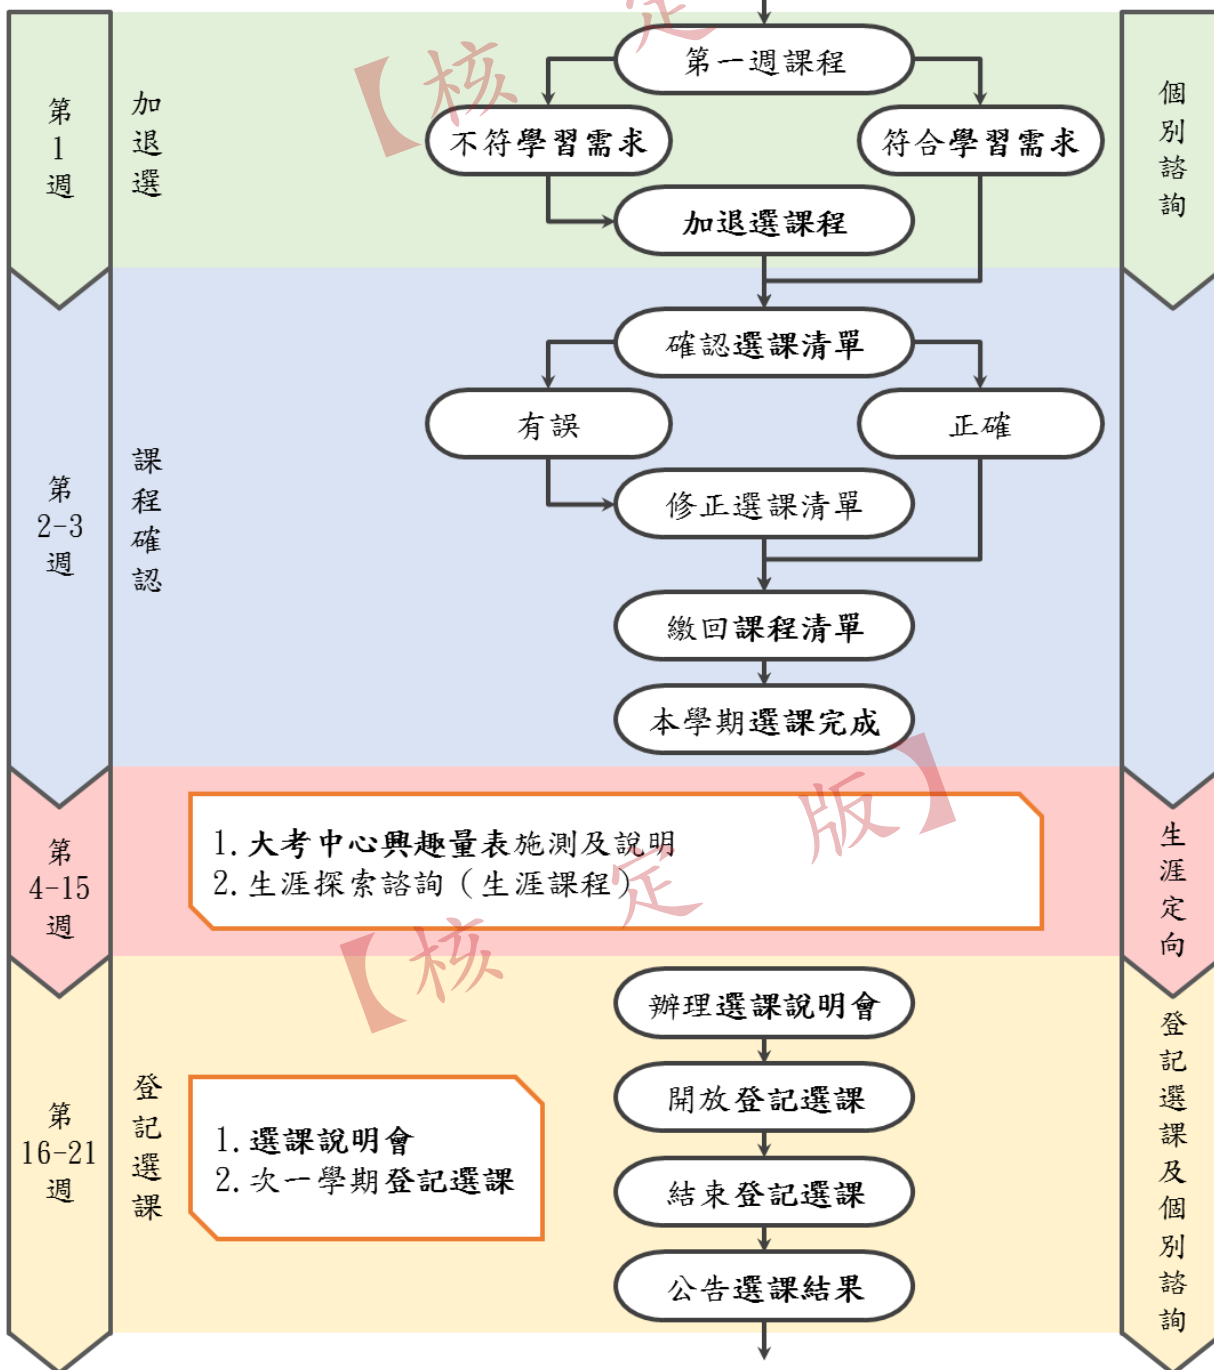 第
1
週
加
退
選
第一週課程
不符學習需求
符合學習需求
加退選課程
個
別
諮
詢
第
2-3
週
課
程
確
認
確認選課清單
有誤
正確
修正選課清單
繳回課程清單
本學期選課完成
第
4-15
週
1.大考中心興趣量表施測及說明
2.生涯探索諮詢（生涯課程）
生
涯
定
向
第
16-21
週
登
記
選
課
1.選課說明會
2.次一學期登記選課
辦理選課說明會
開放登記選課
結束登記選課
公告選課結果
登
記
選
課
及
個
別
諮
詢
【核定
【核定版】